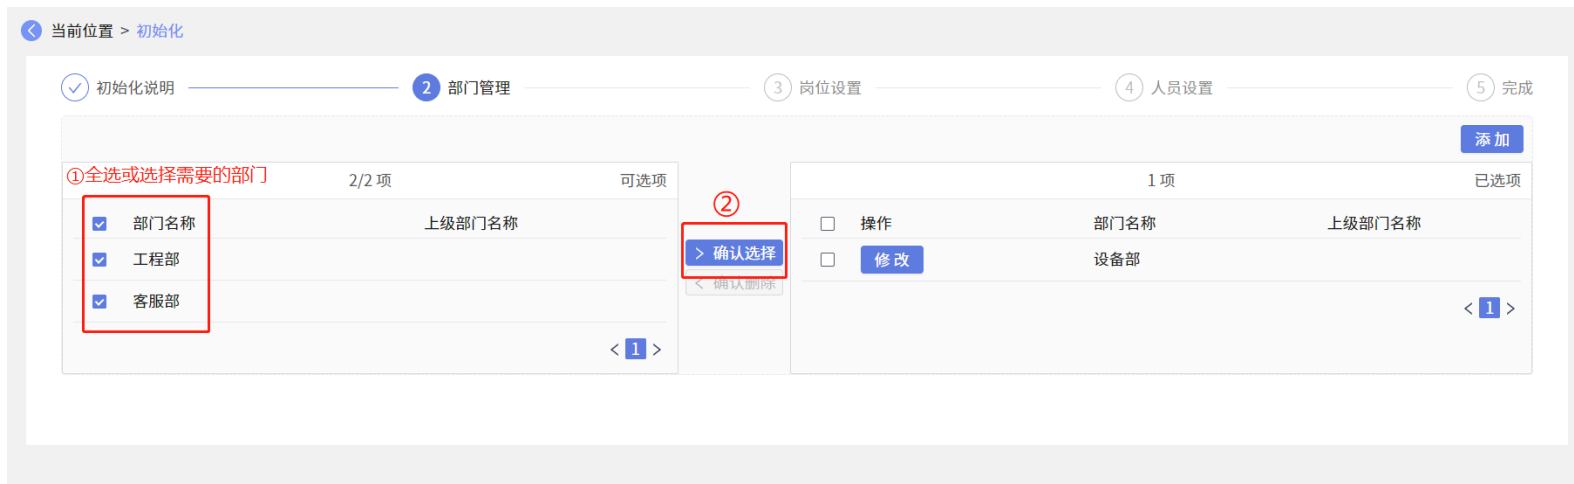 当前位置 > 初始化
初始化说明 2 部门管理 3 岗位设置 4 人员设置 5 完成
添加
①全选或选择需要的部门 2/2 项 可选项
1 项 已选项
②
部门名称 上级部门名称
操作 部门名称 上级部门名称
> 确认选择
工程部
修改 设备部
< 确认删除
客服部
< 1 >
< 1 >